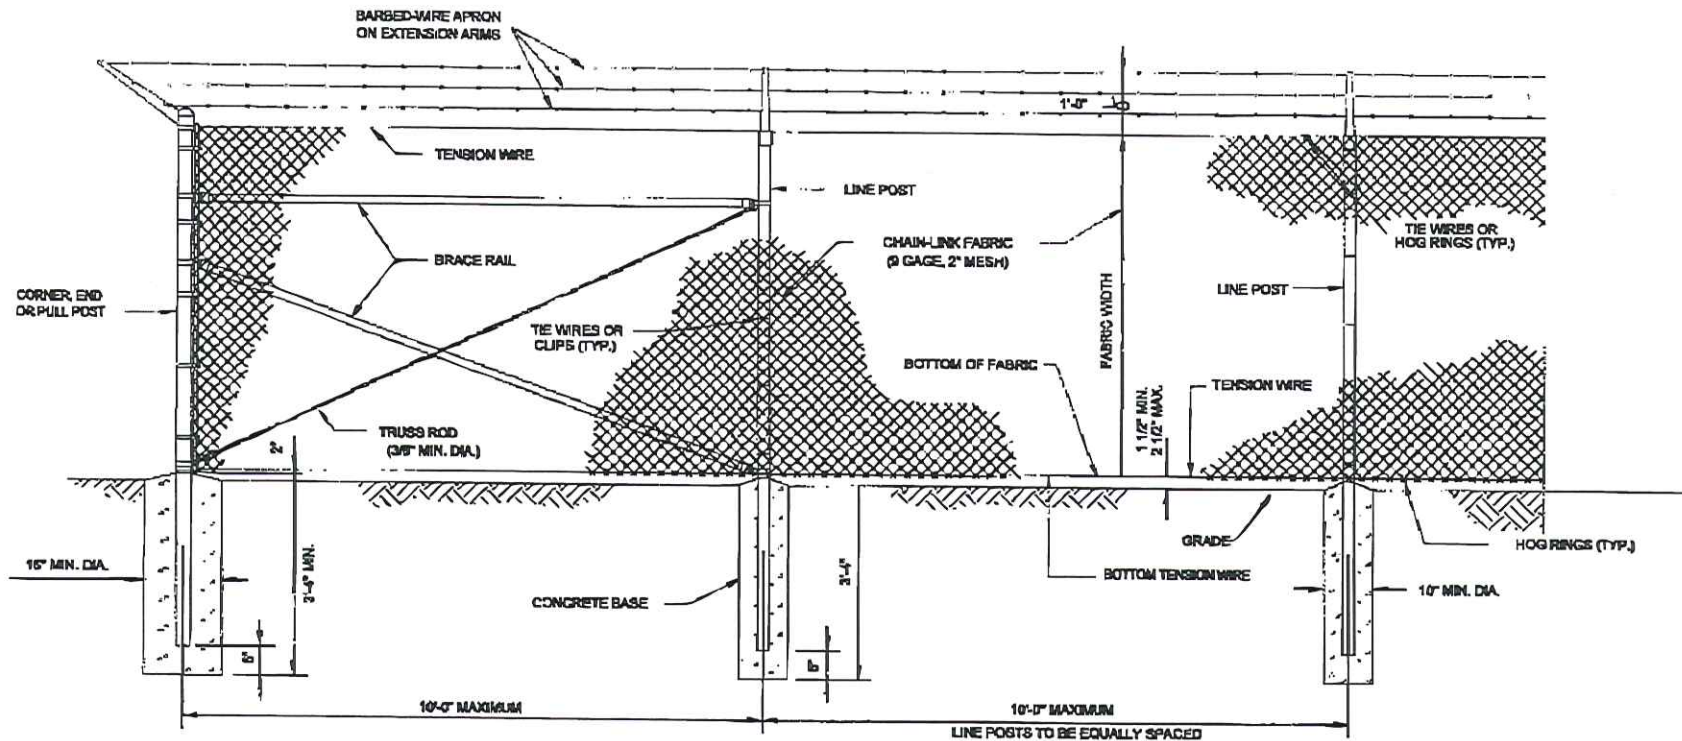 BARBED-WIRE APRON
ON EXTENSION ARMS
1'-0"
TENSION WIRE
LINE POST
CHAIN-LINK FABRIC
(9 GAGE, 2" MESH)
TIE WIRES OR
HOG RINGS (TYP.)
BRACE RAIL
CORNER, END
OR PULL POST
LINE POST
FABRIC WIDTH
TIE WIRES OR
CLIPS (TYP.)
BOTTOM OF FABRIC
TENSION WIRE
1 1/2" MIN.
2 1/2" MAX.
TRUSS ROD
(3/8" MIN. DIA.)
2"
GRADE
HOG RINGS (TYP.)
16" MIN. DIA.
3'-4" MIN.
CONCRETE BASE
3'-4"
BOTTOM TENSION WIRE
10" MIN. DIA.
6"
6"
10'-0" MAXIMUM
10'-0" MAXIMUM
LINE POSTS TO BE EQUALLY SPACED